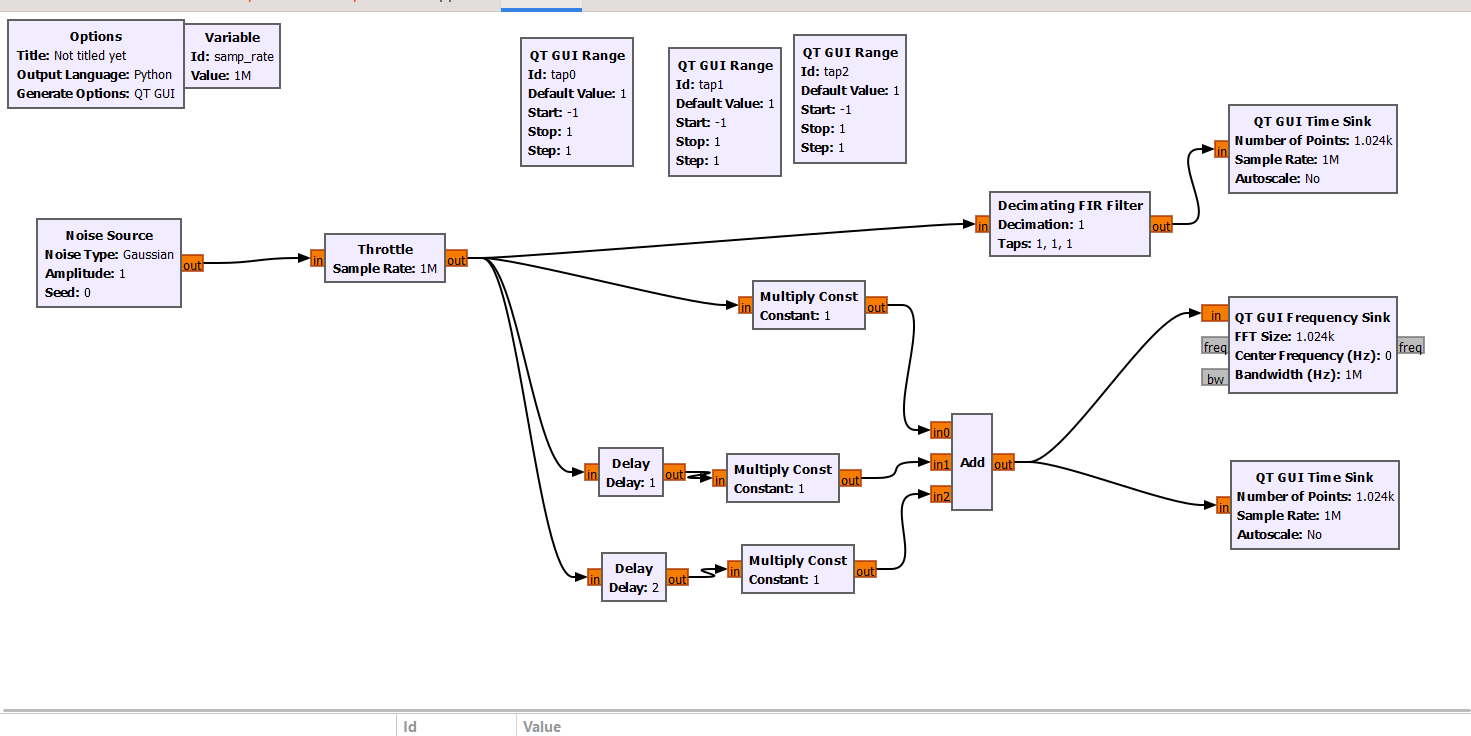 Options
Title: Not titled yet
Output Language: Python
Generate Options: QT GUI
Variable
Id: samp_rate
Value: 1M
QT GUI Range
Id: tap0
Default Value: 1
Start: -1
Stop: 1
Step: 1
QT GUI Range
Id: tap1
Default Value: 1
Start: -1
Stop: 1
Step: 1
QT GUI Range
Id: tap2
Default Value: 1
Start: -1
Stop: 1
Step: 1
in
QT GUI Time Sink
Number of Points: 1.024k
Sample Rate: 1M
Autoscale: No
in
Decimating FIR Filter
Decimation: 1
Taps: 1, 1, 1
out
Noise Source
Noise Type: Gaussian
Amplitude: 1
Seed: 0
out
in
Throttle
Sample Rate: 1M
out
in
Multiply Const
Constant: 1
out
in
freq
bw
QT GUI Frequency Sink
FFT Size: 1.024k
Center Frequency (Hz): 0
Bandwidth (Hz): 1M
freq
in
Delay
Delay: 1
out
in
Multiply Const
Constant: 1
out
in0
in1
in2
Add
out
in
QT GUI Time Sink
Number of Points: 1.024k
Sample Rate: 1M
Autoscale: No
in
Delay
Delay: 2
out
in
Multiply Const
Constant: 1
out
Id
Value